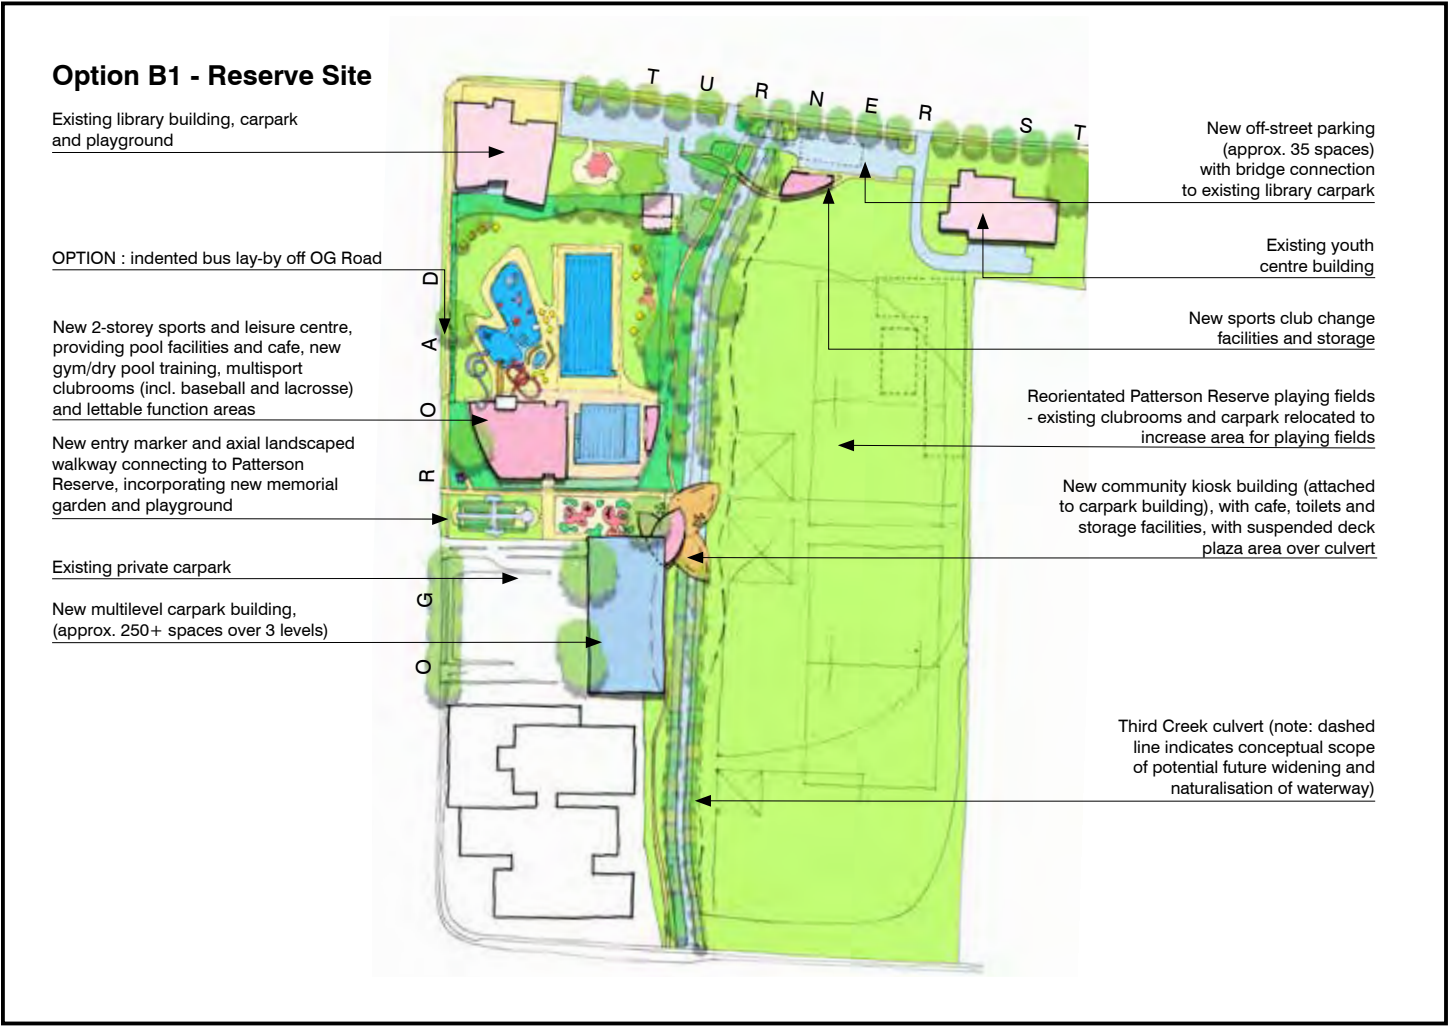 Option B1 - Reserve Site
Existing library building, carpark
and playground
OPTION : indented bus lay-by off OG Road
New 2-storey sports and leisure centre,
providing pool facilities and cafe, new
gym/dry pool training, multisport
clubrooms (incl. baseball and lacrosse)
and lettable function areas
New entry marker and axial landscaped
walkway connecting to Patterson
Reserve, incorporating new memorial
garden and playground
Existing private carpark
New multilevel carpark building,
(approx. 250+ spaces over 3 levels)
OG ROAD
TURNER ST
New off-street parking
(approx. 35 spaces)
with bridge connection
to existing library carpark
Existing youth
centre building
New sports club change
facilities and storage
Reorientated Patterson Reserve playing fields
- existing clubrooms and carpark relocated to
increase area for playing fields
New community kiosk building (attached
to carpark building), with cafe, toilets and
storage facilities, with suspended deck
plaza area over culvert
Third Creek culvert (note: dashed
line indicates conceptual scope
of potential future widening and
naturalisation of waterway)